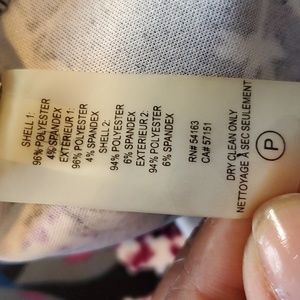 SHELL 1:
96% POLYESTER
4% SPANDEX
EXTERIEUR 1:
96% POLYESTER
4% SPANDEX
SHELL 2:
94% POLYESTER
6% SPANDEX
EXTERIEUR 2:
94% POLYESTER
6% SPANDEX
RN# 54163
CA# 57151
DRY CLEAN ONLY
NETTOYAGE À SEC SEULEMENT
P